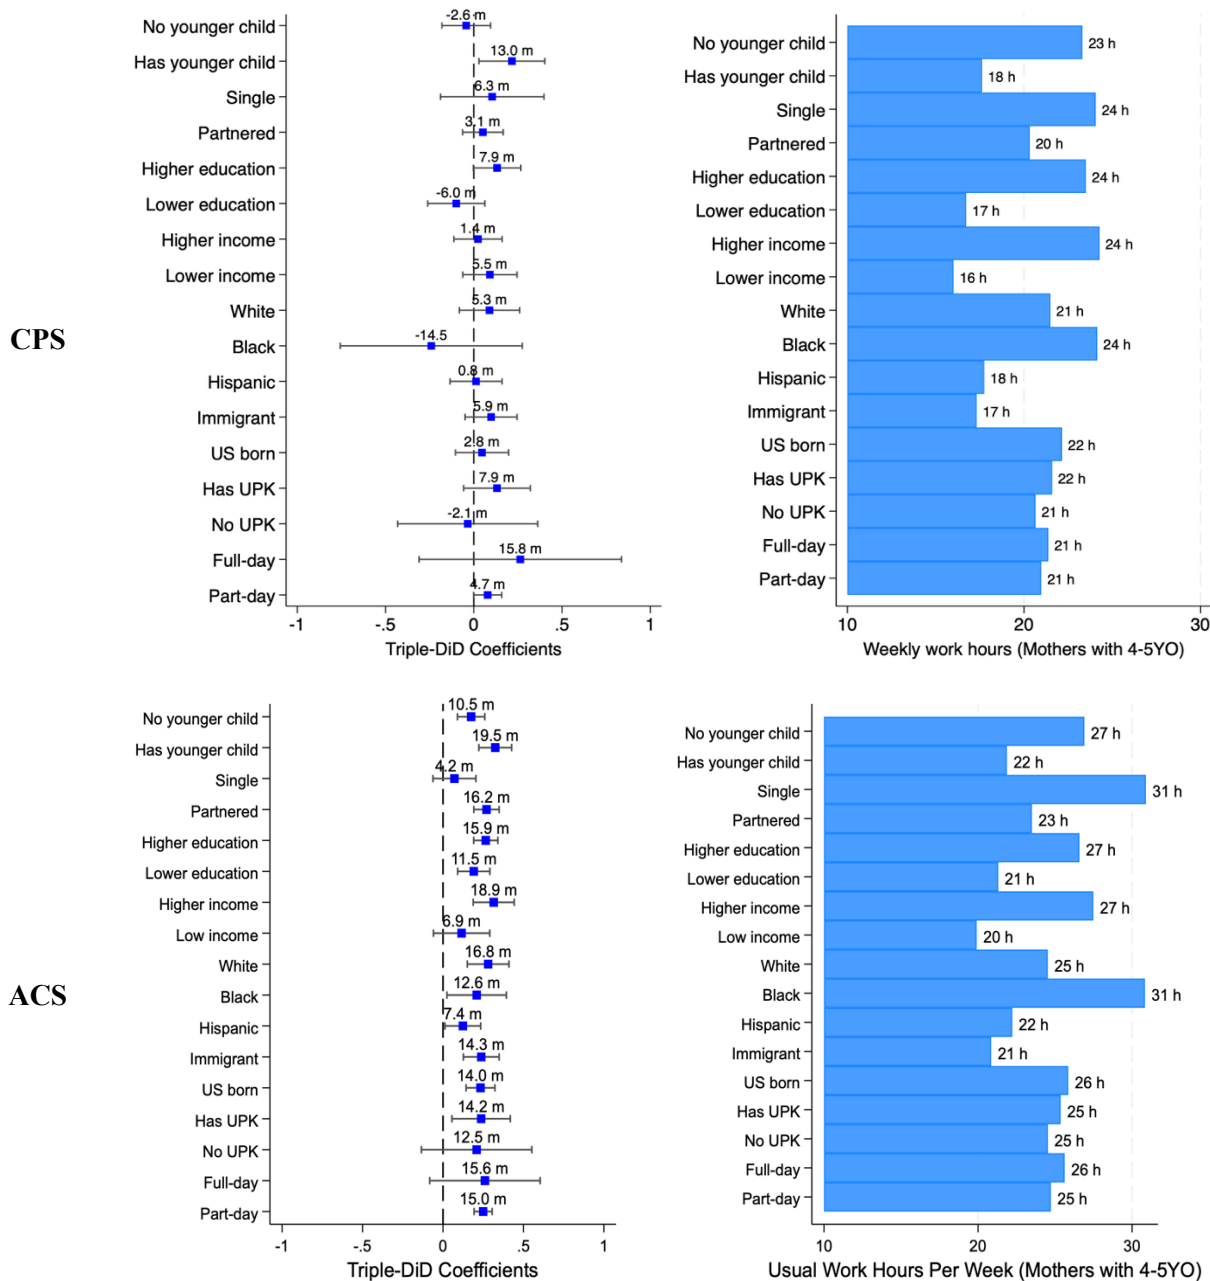 CPS
No younger child
Has younger child
Single
Partnered
Higher education
Lower education
Higher income
Lower income
White
Black
Hispanic
Immigrant
US born
Has UPK
No UPK
Full-day
Part-day
-2.6 m
13.0 m
6.3 m
3.1 m
7.9 m
-6.0 m
1.4 m
5.5 m
5.3 m
-14.5
0.8 m
5.9 m
2.8 m
7.9 m
-2.1 m
15.8 m
4.7 m
-1 -.5 0 .5 1
Triple-DiD Coefficients
No younger child 23 h
Has younger child 18 h
Single 24 h
Partnered 20 h
Higher education 24 h
Lower education 17 h
Higher income 24 h
Lower income 16 h
White 21 h
Black 24 h
Hispanic 18 h
Immigrant 17 h
US born 22 h
Has UPK 22 h
No UPK 21 h
Full-day 21 h
Part-day 21 h
10 20 30
Weekly work hours (Mothers with 4-5YO)
ACS
No younger child
Has younger child
Single
Partnered
Higher education
Lower education
Higher income
Low income
White
Black
Hispanic
Immigrant
US born
Has UPK
No UPK
Full-day
Part-day
10.5 m
19.5 m
4.2 m
16.2 m
15.9 m
11.5 m
18.9 m
6.9 m
16.8 m
12.6 m
7.4 m
14.3 m
14.0 m
14.2 m
12.5 m
15.6 m
15.0 m
-1 -.5 0 .5 1
Triple-DiD Coefficients
No younger child 27 h
Has younger child 22 h
Single 31 h
Partnered 23 h
Higher education 27 h
Lower education 21 h
Higher income 27 h
Low income 20 h
White 25 h
Black 31 h
Hispanic 22 h
Immigrant 21 h
US born 26 h
Has UPK 25 h
No UPK 25 h
Full-day 26 h
Part-day 25 h
10 20 30
Usual Work Hours Per Week (Mothers with 4-5YO)